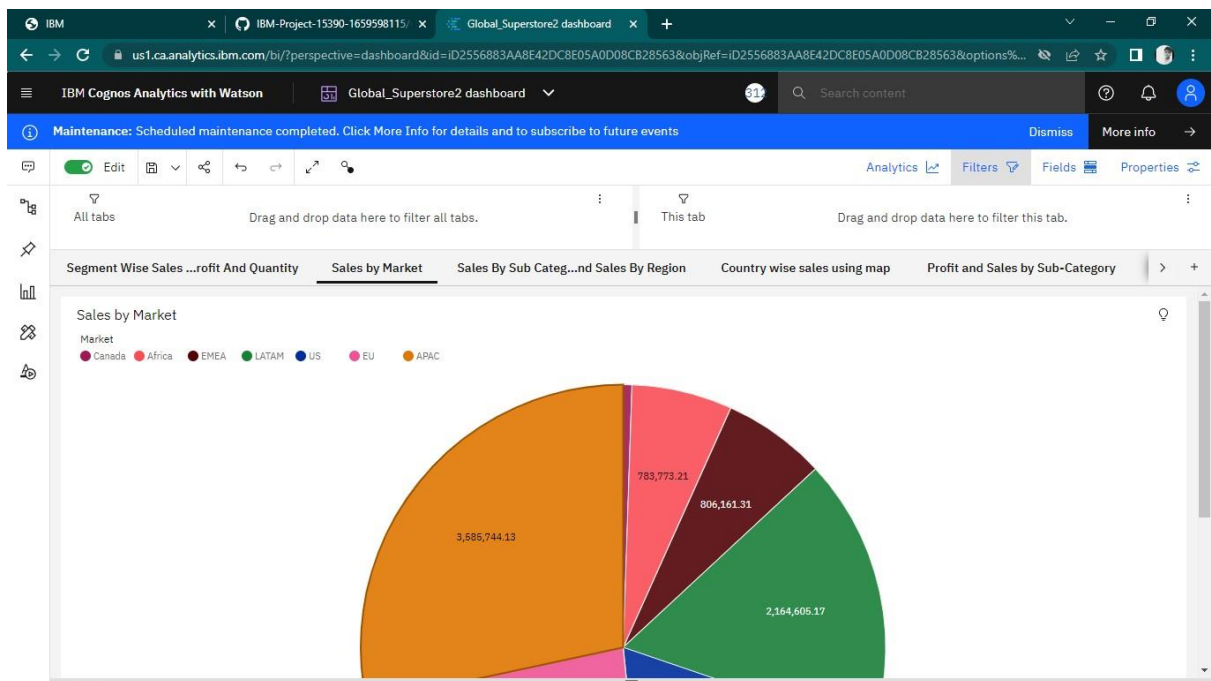 IBM
IBM-Project-15390-1659598115/
Global_Superstore2 dashboard
us1.ca.analytics.ibm.com/bi/?perspective=dashboard&id=iD2556883AA8E42DC8E05A0D08CB28563&objRef=iD2556883AA8E42DC8E05A0D08CB28563&options%...
IBM Cognos Analytics with Watson
Global_Superstore2 dashboard
Search content
Maintenance: Scheduled maintenance completed. Click More Info for details and to subscribe to future events
Dismiss
More info
Edit
Analytics
Filters
Fields
Properties
All tabs
Drag and drop data here to filter all tabs.
This tab
Drag and drop data here to filter this tab.
Segment Wise Sales ...rofit And Quantity
Sales by Market
Sales By Sub Categ...nd Sales By Region
Country wise sales using map
Profit and Sales by Sub-Category
Sales by Market
Market
Canada Africa EMEA LATAM US EU APAC
783,773.21
806,161.31
3,585,744.13
2,164,605.17